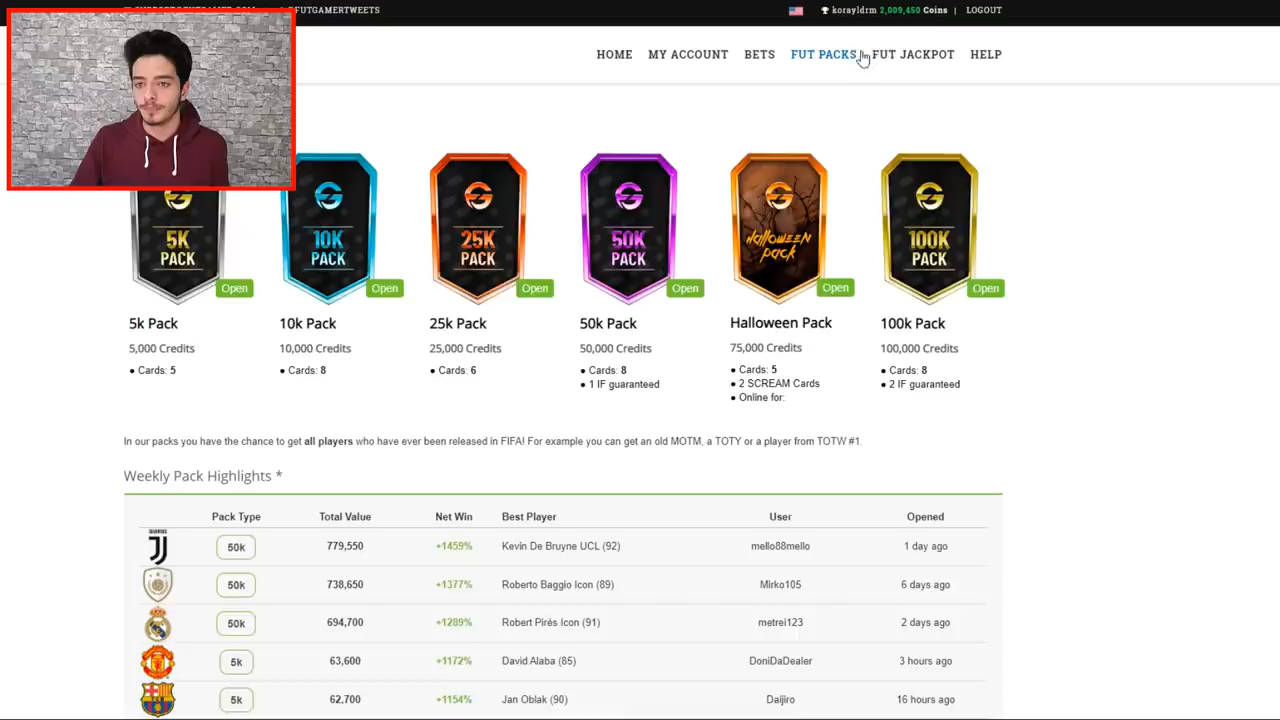 korayldrm 2,009,450 Coins | LOGOUT
HOME MY ACCOUNT BETS FUT PACKS FUT JACKPOT HELP
5K PACK
10K PACK
25K PACK
50K PACK
Halloween pack
100K PACK
Open Open Open Open Open Open
5k Pack 10k Pack 25k Pack 50k Pack Halloween Pack 100k Pack
5,000 Credits 10,000 Credits 25,000 Credits 50,000 Credits 75,000 Credits 100,000 Credits
● Cards: 5 ● Cards: 8 ● Cards: 6 ● Cards: 8 ● Cards: 5 ● Cards: 8
● 1 IF guaranteed ● 2 SCREAM Cards ● 2 IF guaranteed
● Online for:
In our packs you have the chance to get all players who have ever been released in FIFA! For example you can get an old MOTM, a TOTY or a player from TOTW #1.
Weekly Pack Highlights *
Pack Type Total Value Net Win Best Player User Opened
50k 779,550 +1459% Kevin De Bruyne UCL (92) mello88mello 1 day ago
50k 738,650 +1377% Roberto Baggio Icon (89) Mirko105 6 days ago
50k 694,700 +1289% Robert Pirès Icon (91) metrei123 2 days ago
5k 63,600 +1172% David Alaba (85) DoniDaDealer 3 hours ago
5k 62,700 +1154% Jan Oblak (90) Daijiro 16 hours ago